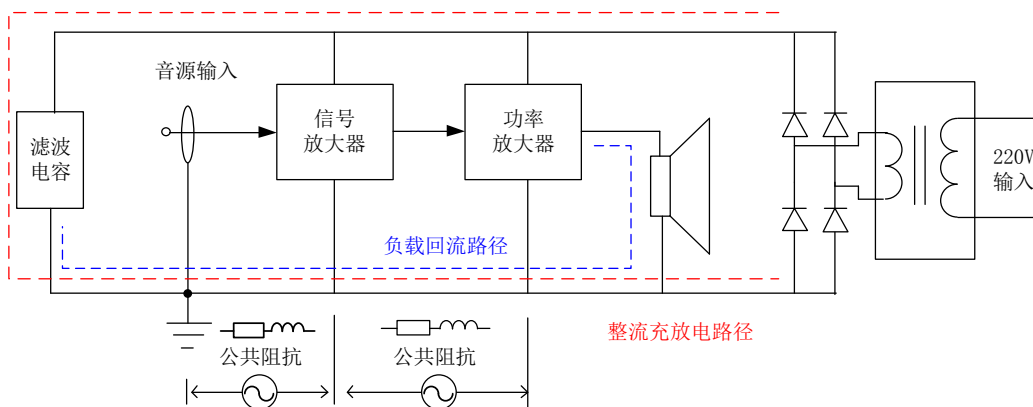 音源输入
信号
放大器
功率
放大器
滤波
电容
220V
输入
负载回流路径
整流充放电路径
公共阻抗
公共阻抗